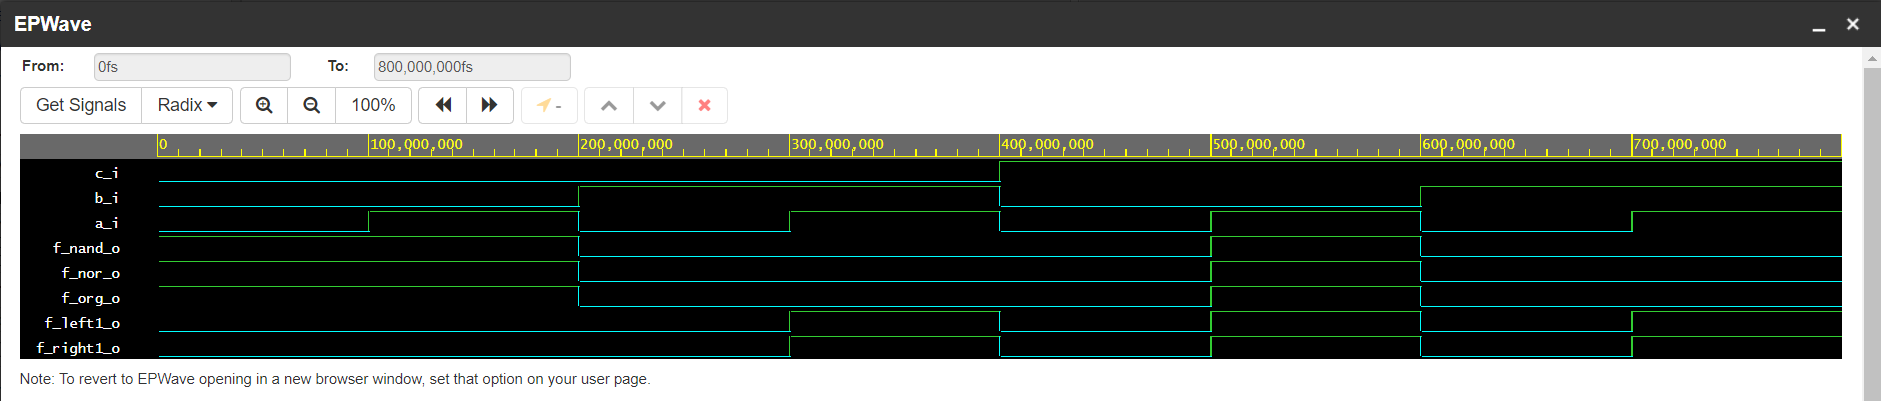 EPWave
From: 0fs To: 800,000,000fs
Get Signals Radix 100% -
0 100,000,000 200,000,000 300,000,000 400,000,000 500,000,000 600,000,000 700,000,000
c_i
b_i
a_i
f_nand_o
f_nor_o
f_org_o
f_left1_o
f_right1_o
Note: To revert to EPWave opening in a new browser window, set that option on your user page.